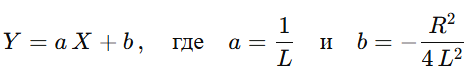 Y = a X + b , где a = 1/L и b = − R²/4 L²